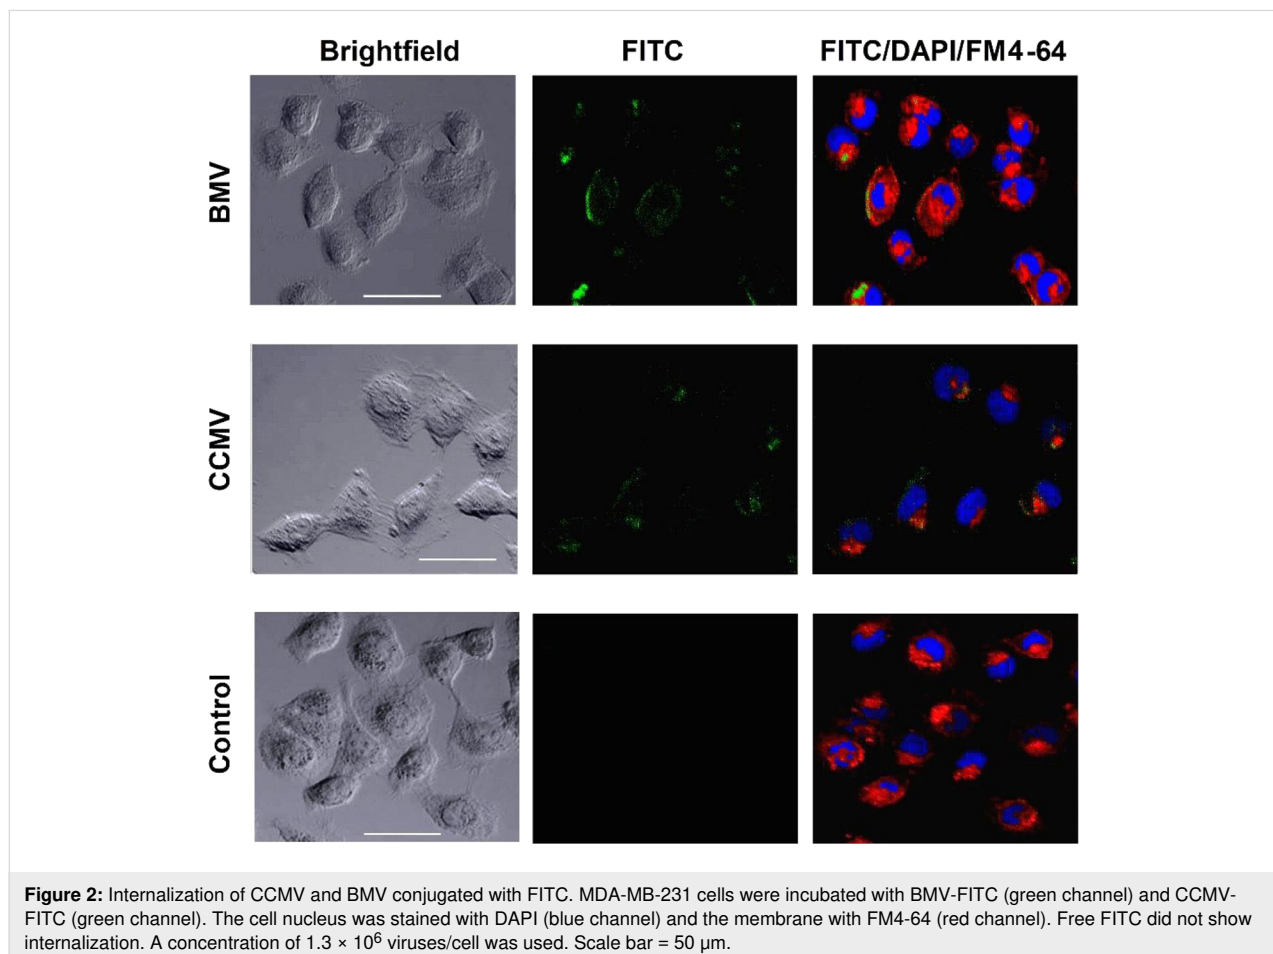 Brightfield FITC FITC/DAPI/FM4-64
BMV
CCMV
Control
Figure 2: Internalization of CCMV and BMV conjugated with FITC. MDA-MB-231 cells were incubated with BMV-FITC (green channel) and CCMV-
FITC (green channel). The cell nucleus was stained with DAPI (blue channel) and the membrane with FM4-64 (red channel). Free FITC did not show
internalization. A concentration of 1.3 × 10⁶ viruses/cell was used. Scale bar = 50 µm.